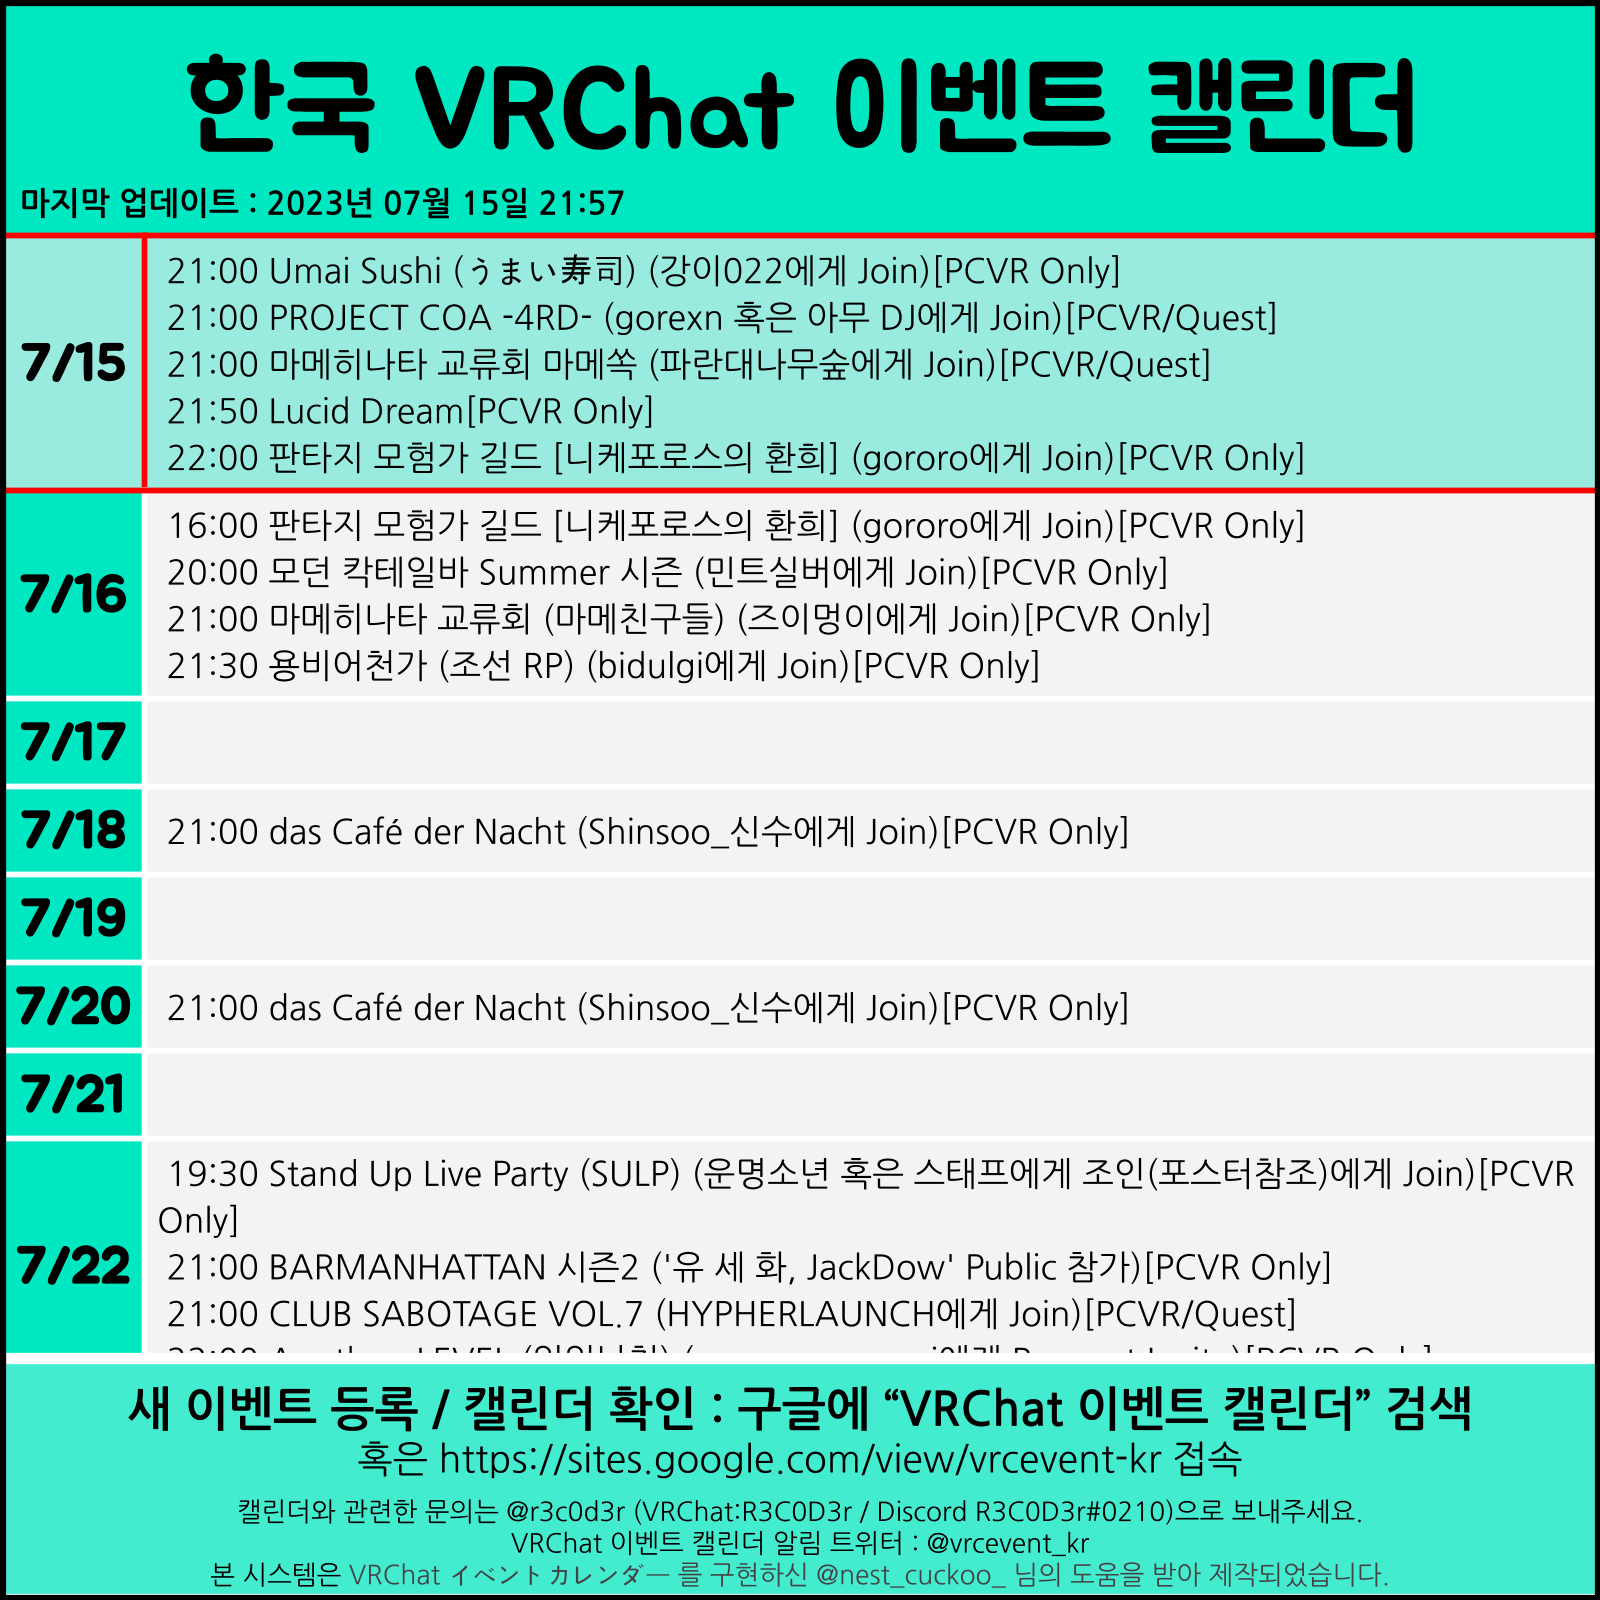 한국 VRChat 이벤트 캘린더
마지막 업데이트 : 2023년 07월 15일 21:57
7/15
21:00 Umai Sushi (うまい寿司) (강이022에게 Join)[PCVR Only]
21:00 PROJECT COA -4RD- (gorexn 혹은 아무 DJ에게 Join)[PCVR/Quest]
21:00 마메히나타 교류회 마메쏙 (파란대나무숲에게 Join)[PCVR/Quest]
21:50 Lucid Dream[PCVR Only]
22:00 판타지 모험가 길드 [니케포로스의 환희] (gororo에게 Join)[PCVR Only]
7/16
16:00 판타지 모험가 길드 [니케포로스의 환희] (gororo에게 Join)[PCVR Only]
20:00 모던 칵테일바 Summer 시즌 (민트실버에게 Join)[PCVR Only]
21:00 마메히나타 교류회 (마메친구들) (즈이멍이에게 Join)[PCVR Only]
21:30 용비어천가 (조선 RP) (bidulgi에게 Join)[PCVR Only]
7/17
7/18
21:00 das Café der Nacht (Shinsoo_신수에게 Join)[PCVR Only]
7/19
7/20
21:00 das Café der Nacht (Shinsoo_신수에게 Join)[PCVR Only]
7/21
7/22
19:30 Stand Up Live Party (SULP) (운명소년 혹은 스태프에게 조인(포스터참조)에게 Join)[PCVR
Only]
21:00 BARMANHATTAN 시즌2 ('유 세 화, JackDow' Public 참가)[PCVR Only]
21:00 CLUB SABOTAGE VOL.7 (HYPHERLAUNCH에게 Join)[PCVR/Quest]
새 이벤트 등록 / 캘린더 확인 : 구글에 “VRChat 이벤트 캘린더” 검색
혹은 https://sites.google.com/view/vrcevent-kr 접속
캘린더와 관련한 문의는 @r3c0d3r (VRChat:R3C0D3r / Discord R3C0D3r#0210)으로 보내주세요.
VRChat 이벤트 캘린더 알림 트위터 : @vrcevent_kr
본 시스템은 VRChat イベントカレンダー 를 구현하신 @nest_cuckoo_ 님의 도움을 받아 제작되었습니다.